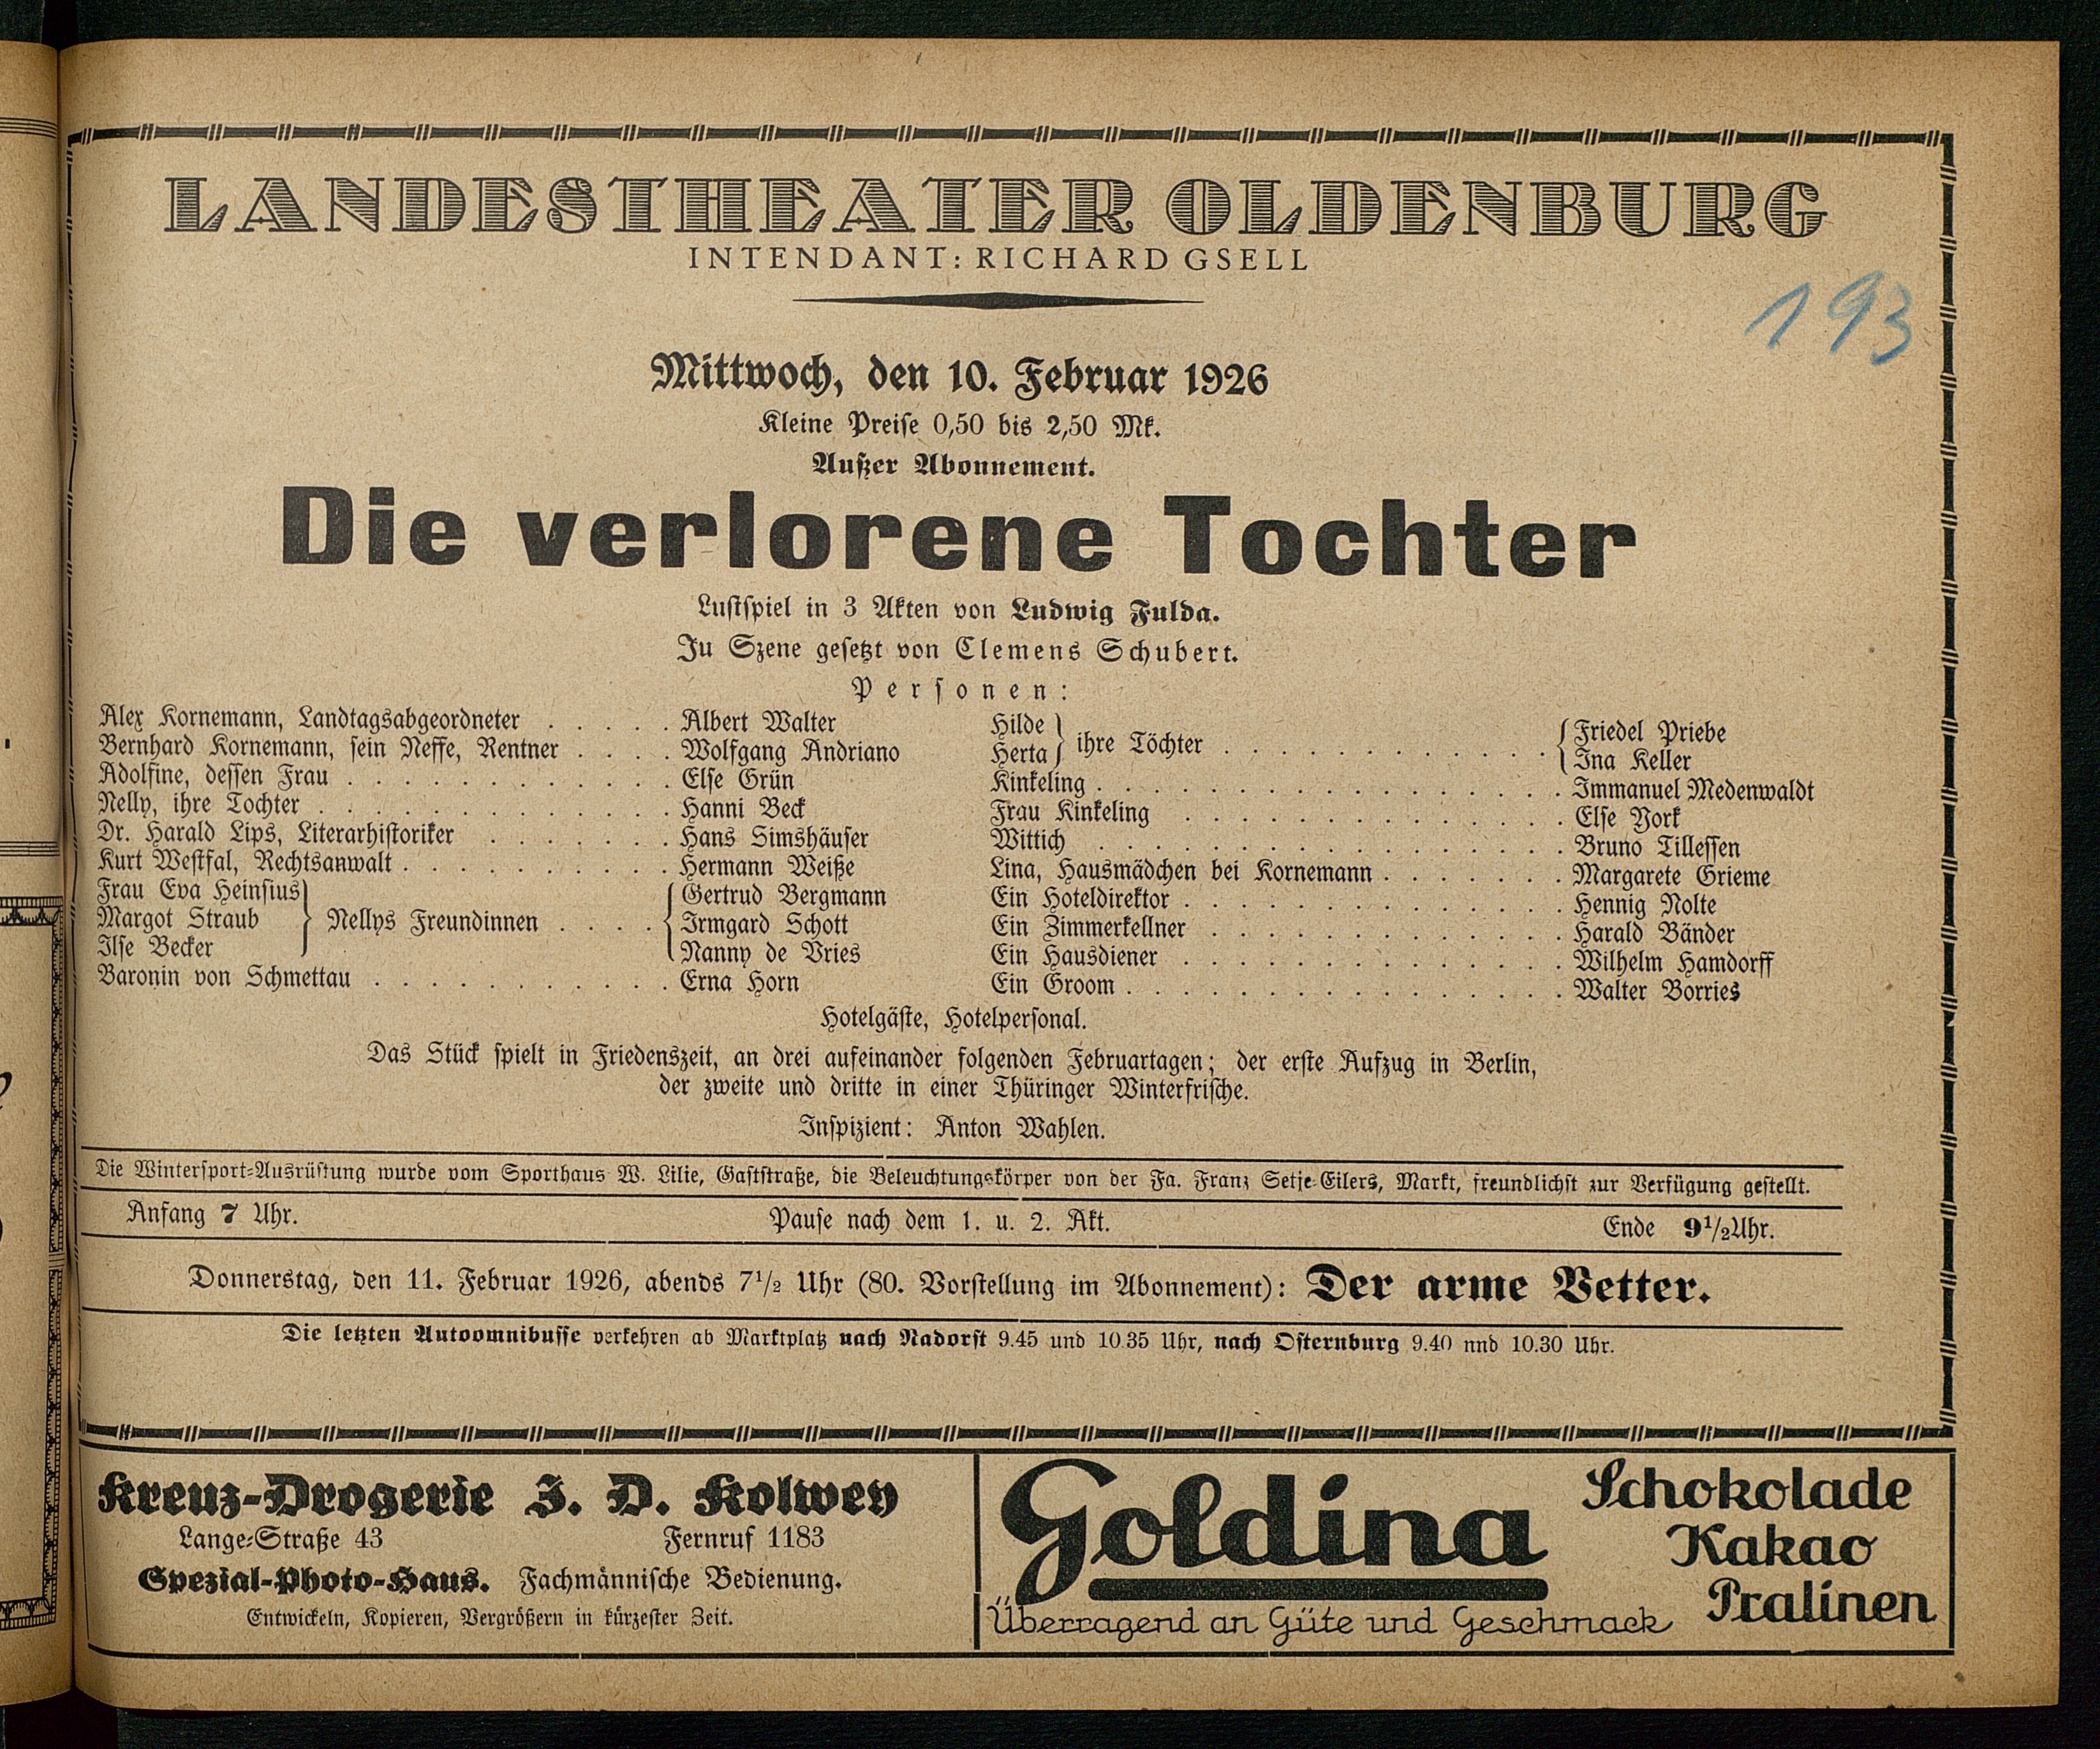 LANDESTHEATER OLDENBURG
INTENDANT: RICHARD GSELL
193
Mittwoch, den 10. Februar 1926
Kleine Preise 0,50 bis 2,50 Mk.
Außer Abonnement.
Die verlorene Tochter
Lustspiel in 3 Akten von Ludwig Fulda.
Ju Szene gesetzt von Clemens Schubert.
Personen:
Alex Kornemann, Landtagsabgeordneter . . . . . Albert Walter
Bernhard Kornemann, sein Neffe, Rentner . . . . Wolfgang Andriano
Adolfine, dessen Frau . . . . . . . . . . . . Else Grün
Nelly, ihre Tochter . . . . . . . . . . . . . Hanni Beck
Dr. Harald Lips, Literarhistoriker . . . . . . . Hans Simshäuser
Kurt Westfal, Rechtsanwalt . . . . . . . . . . Hermann Weiße
Frau Eva Heinsius } Gertrud Bergmann
Margot Straub } Nellys Freundinnen . . . . { Irmgard Schott
Ilse Becker } Nanny de Vries
Baronin von Schmettau . . . . . . . . . . . Erna Horn
Hilde } ihre Töchter . . . . . . . . . . . . { Friedel Priebe
Herta } Ina Keller
Kinkeling . . . . . . . . . . . . . . . . . Immanuel Medenwaldt
Frau Kinkeling . . . . . . . . . . . . . . Else York
Wittich . . . . . . . . . . . . . . . . . Bruno Tillessen
Lina, Hausmädchen bei Kornemann . . . . . . . Margarete Grieme
Ein Hoteldirektor . . . . . . . . . . . . . . Hennig Nolte
Ein Zimmerkellner . . . . . . . . . . . . . Harald Bänder
Ein Hausdiener . . . . . . . . . . . . . . Wilhelm Hamdorff
Ein Groom . . . . . . . . . . . . . . . . Walter Borries
Hotelgäste, Hotelpersonal.
Das Stück spielt in Friedenszeit, an drei aufeinander folgenden Februartagen; der erste Aufzug in Berlin,
der zweite und dritte in einer Thüringer Winterfrische.
Inspizient: Anton Wahlen.
Die Wintersport-Ausrüstung wurde vom Sporthaus W. Lilie, Gaststraße, die Beleuchtungskörper von der Fa. Franz Setje-Eilers, Markt, freundlichst zur Verfügung gestellt.
Anfang 7 Uhr. Pause nach dem 1. u. 2. Akt. Ende 9½ Uhr.
Donnerstag, den 11. Februar 1926, abends 7½ Uhr (80. Vorstellung im Abonnement): Der arme Vetter.
Die letzten Autoomnibusse verkehren ab Marktplatz nach Nadorst 9.45 und 10.35 Uhr, nach Osternburg 9.40 nnd 10.30 Uhr.
Kreuz-Drogerie J. D. Kolwey
Lange-Straße 43 Fernruf 1183
Spezial-Photo-Haus. Fachmännische Bedienung.
Entwickeln, Kopieren, Vergrößern in kürzester Zeit.
Goldina
Schokolade
Kakao
Pralinen
Überragend an Güte und Geschmack